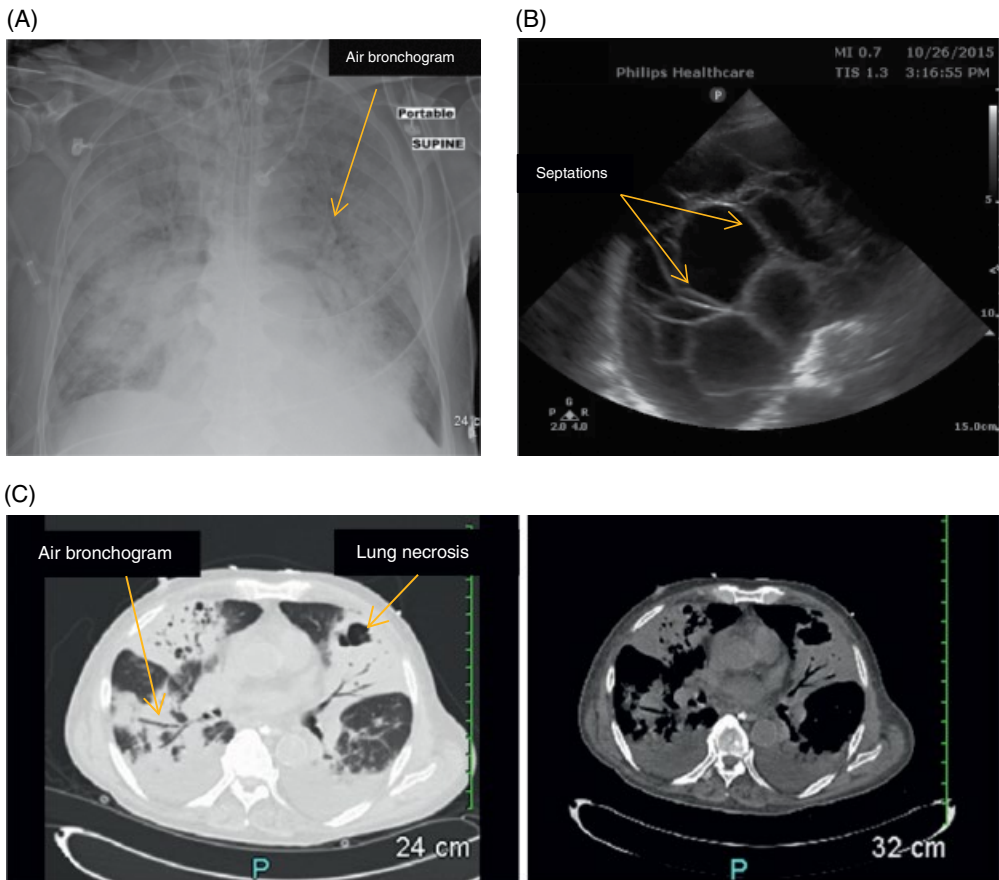 (A)
Air bronchogram
Portable
SUPINE
(B)
MI 0.7 10/26/2015
Philips Healthcare TIS 1.3 3:16:55 PM
P
Septations
5
10
G
P R
2.0 4.0
15.0cm
(C)
Air bronchogram
Lung necrosis
24 cm
P
32 cm
P